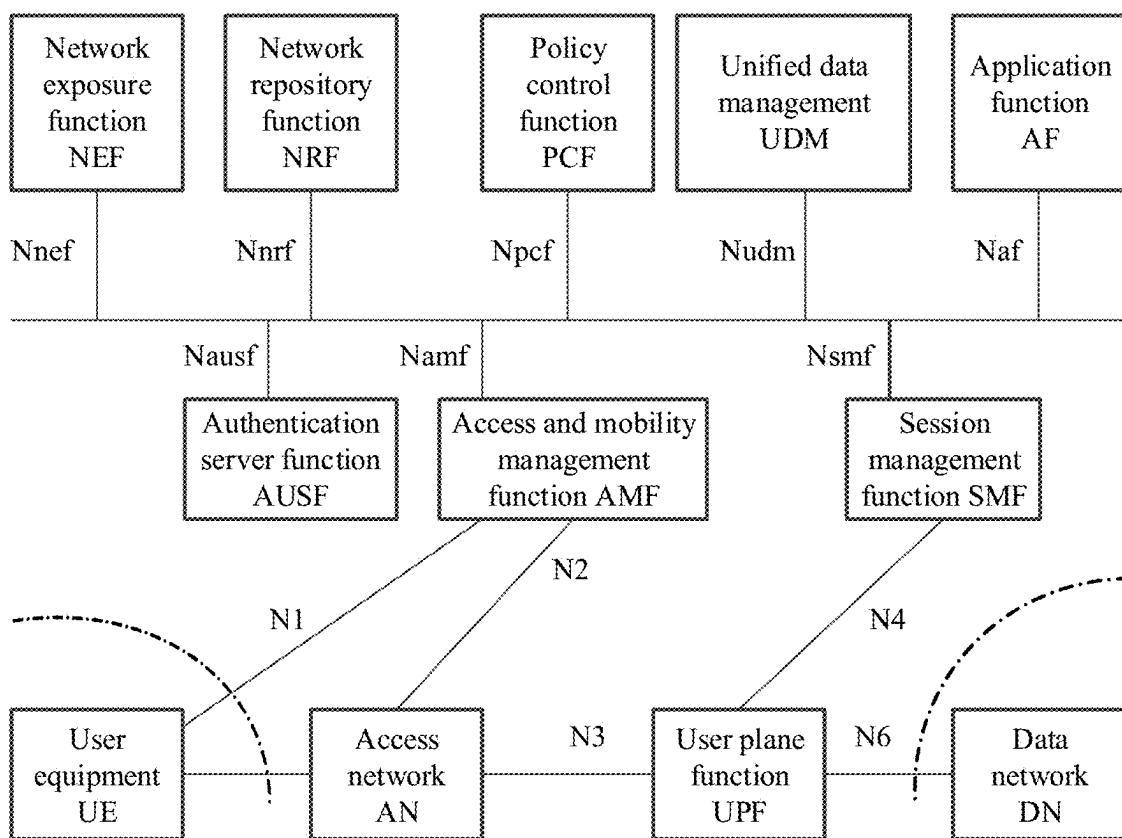 Network
exposure
function
NEF
Network
repository
function
NRF
Policy
control
function
PCF
Unified data
management
UDM
Application
function
AF
Nnef
Nnrf
Npcf
Nudm
Naf
Nausf
Namf
Nsmf
Authentication
server function
AUSF
Access and mobility
management
function AMF
Session
management
function SMF
N1
N2
N4
User
equipment
UE
Access
network
AN
N3
User plane
function
UPF
N6
Data
network
DN